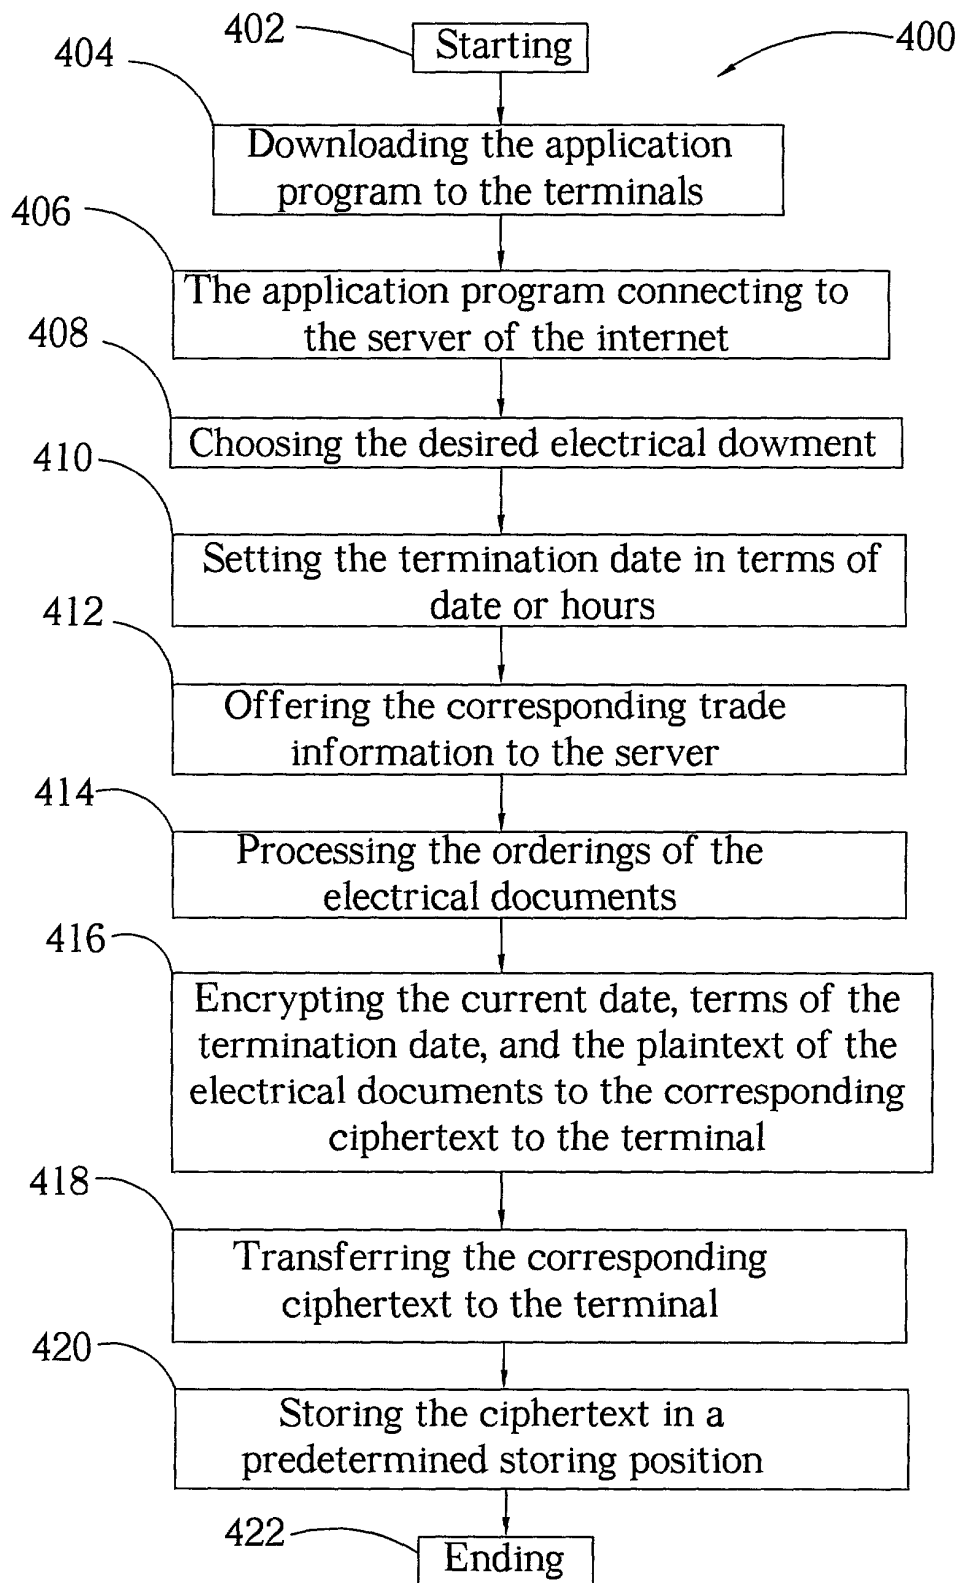 402
Starting
400
404
Downloading the application
program to the terminals
406
The application program connecting to
the server of the internet
408
Choosing the desired electrical dowment
410
Setting the termination date in terms of
date or hours
412
Offering the corresponding trade
information to the server
414
Processing the orderings of the
electrical documents
416
Encrypting the current date, terms of the
termination date, and the plaintext of the
electrical documents to the corresponding
ciphertext to the terminal
418
Transferring the corresponding
ciphertext to the terminal
420
Storing the ciphertext in a
predetermined storing position
422
Ending